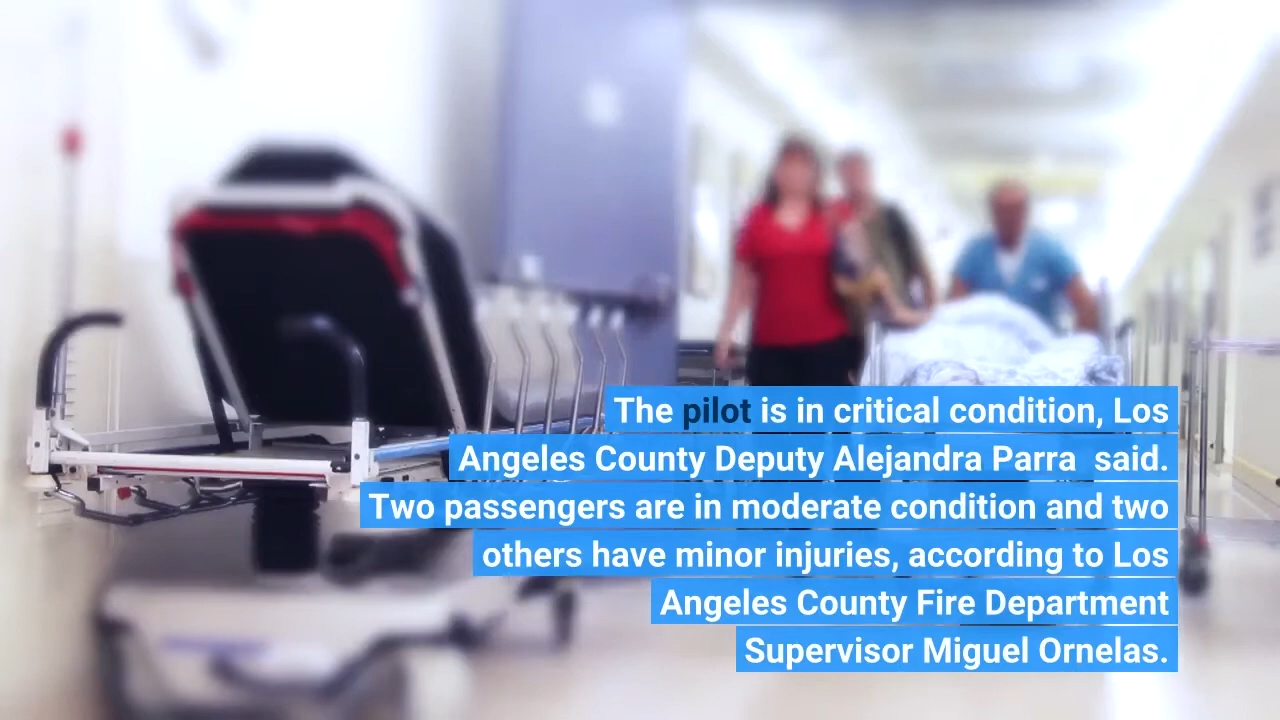 The pilot is in critical condition, Los
Angeles County Deputy Alejandra Parra  said.
Two passengers are in moderate condition and two
others have minor injuries, according to Los
Angeles County Fire Department
Supervisor Miguel Ornelas.